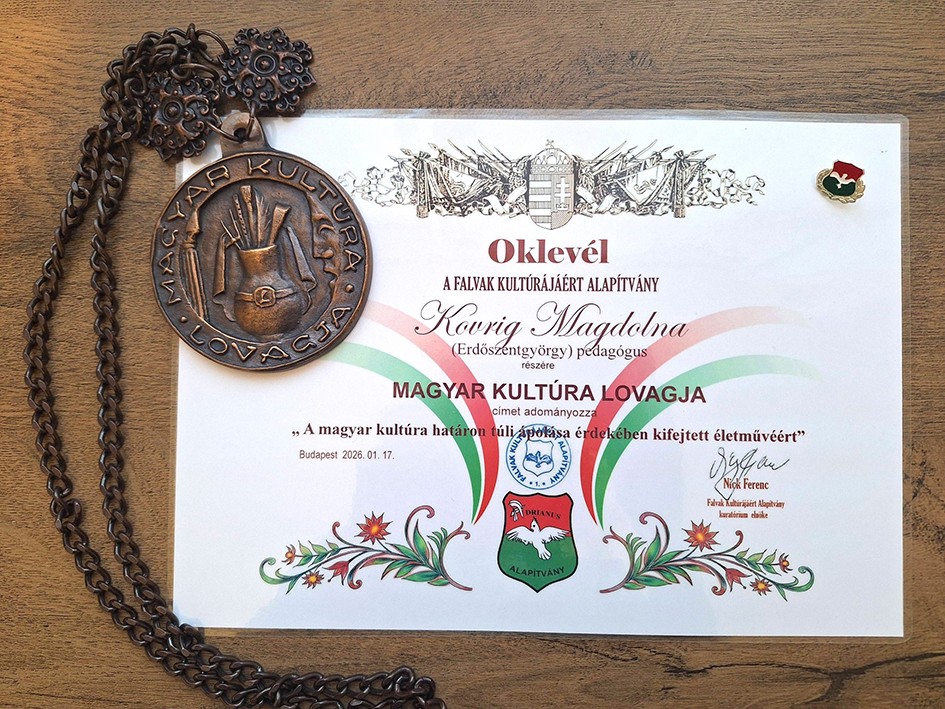 MAGYAR KULTÚRA
LOVAGJA
Oklevél
A FALVAK KULTÚRÁJÁÉRT ALAPÍTVÁNY
Kovrig Magdolna
(Erdőszentgyörgy) pedagógus
részére
MAGYAR KULTÚRA LOVAGJA
címet adományozza
„ A magyar kultúra határon túli ápolása érdekében kifejtett életművéért”
Budapest 2026. 01. 17.
FALVAK KULTÚRÁJÁÉRT ALAPÍTVÁNY
1.
Nick Ferenc
Falvak Kultúrájáért Alapítvány
kuratórium elnöke
ADRIANUS
ALAPÍTVÁNY